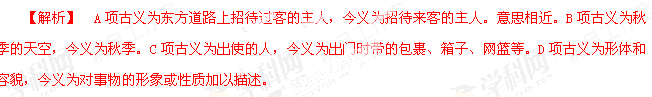 【解析】 A项古义为东方道路上招待过客的主人，今义为招待来客的主人。意思相近。B项古义为秋
季的天空，今义为秋季。C项古义为出使的人，今义为出门时带的包裹、箱子、网篮等。D项古义为形体和
容貌，今义为对事物的形象或性质加以描述。